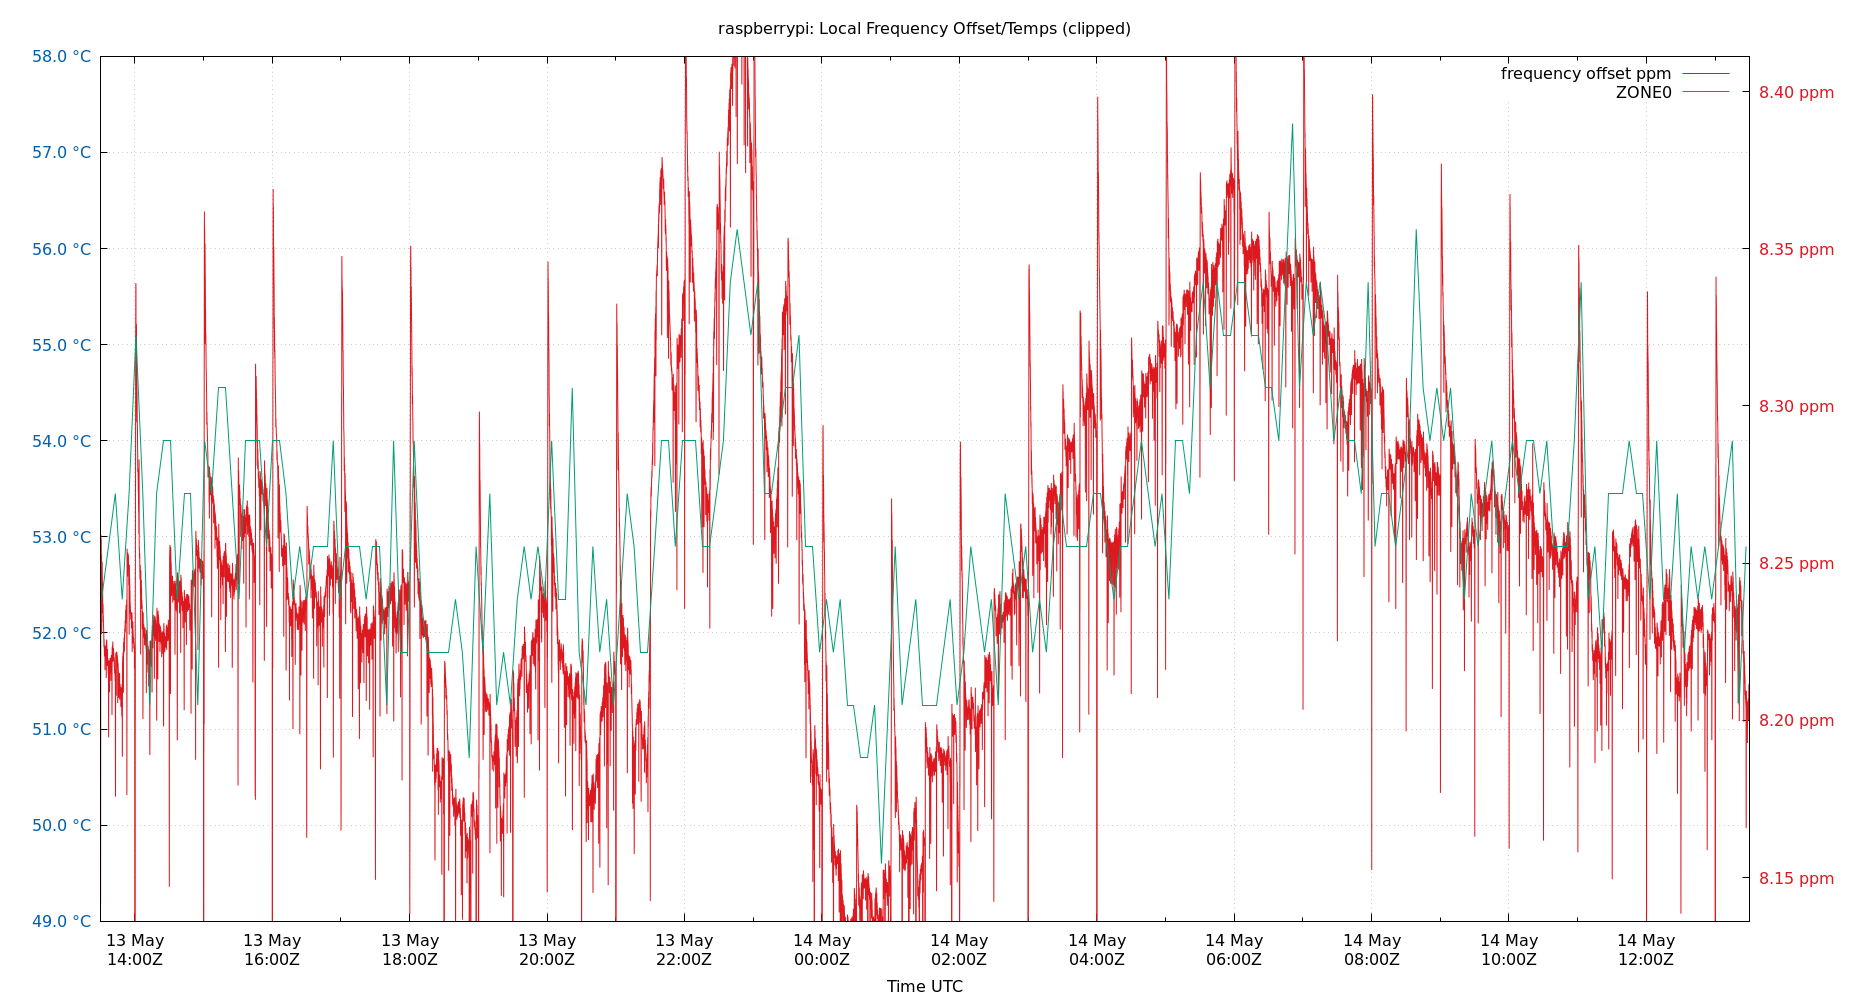 raspberrypi: Local Frequency Offset/Temps (clipped)
frequency offset ppm
ZONE0
58.0 °C
57.0 °C
56.0 °C
55.0 °C
54.0 °C
53.0 °C
52.0 °C
51.0 °C
50.0 °C
49.0 °C
8.40 ppm
8.35 ppm
8.30 ppm
8.25 ppm
8.20 ppm
8.15 ppm
13 May 14:00Z
13 May 16:00Z
13 May 18:00Z
13 May 20:00Z
13 May 22:00Z
14 May 00:00Z
14 May 02:00Z
14 May 04:00Z
14 May 06:00Z
14 May 08:00Z
14 May 10:00Z
14 May 12:00Z
Time UTC